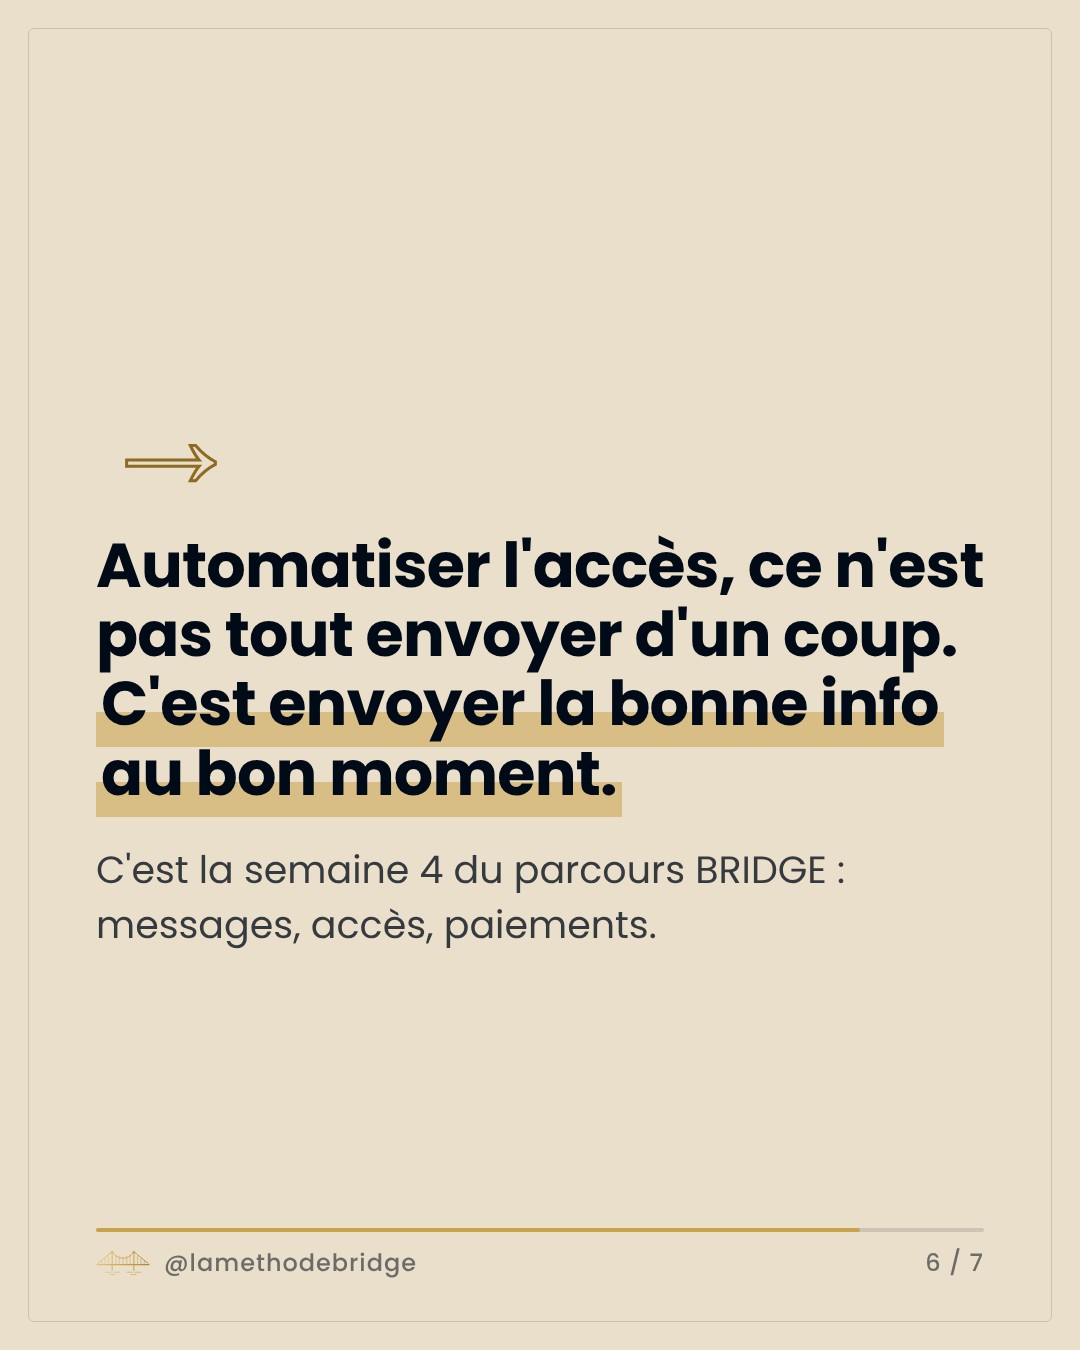 Automatiser l'accès, ce n'est
pas tout envoyer d'un coup.
C'est envoyer la bonne info
au bon moment.
C'est la semaine 4 du parcours BRIDGE :
messages, accès, paiements.
@lamethodebridge
6 / 7